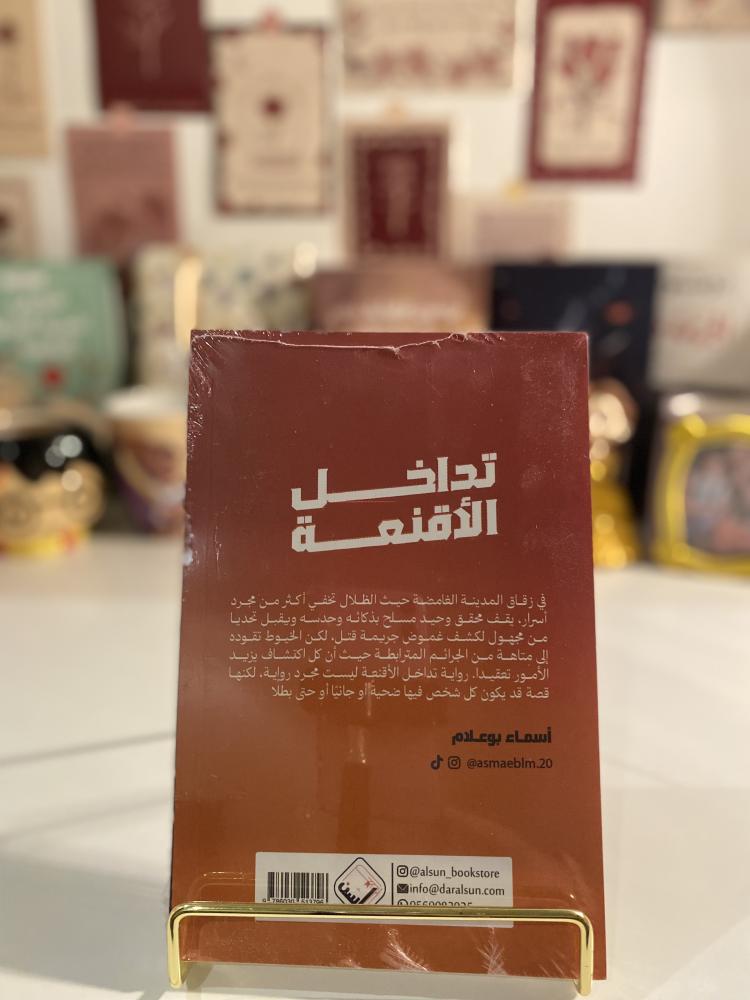 تداخل
الأقنعة
في زقاق المدينة الغامضة حيث الظلال تخفي أكثر من مجرد
أسرار. يقف محقق وحيد مسلح بذكائه وحدسه ويقبل تحديا
من مجهول لكشف غموض جريمة قتل. لكن الخيوط تقوده
إلى متاهة من الجرائم المترابطة حيث أن كل اكتشاف يزيد
الأمور تعقيدا. رواية تداخل الأقنعة ليست مجرد رواية. لكنها
قصة قد يكون كل شخص فيها ضحية أو جانيًا أو حتى بطلا
أسماء بوعلام
@asmaeblm.20
@alsun_bookstore
info@daralsun.com